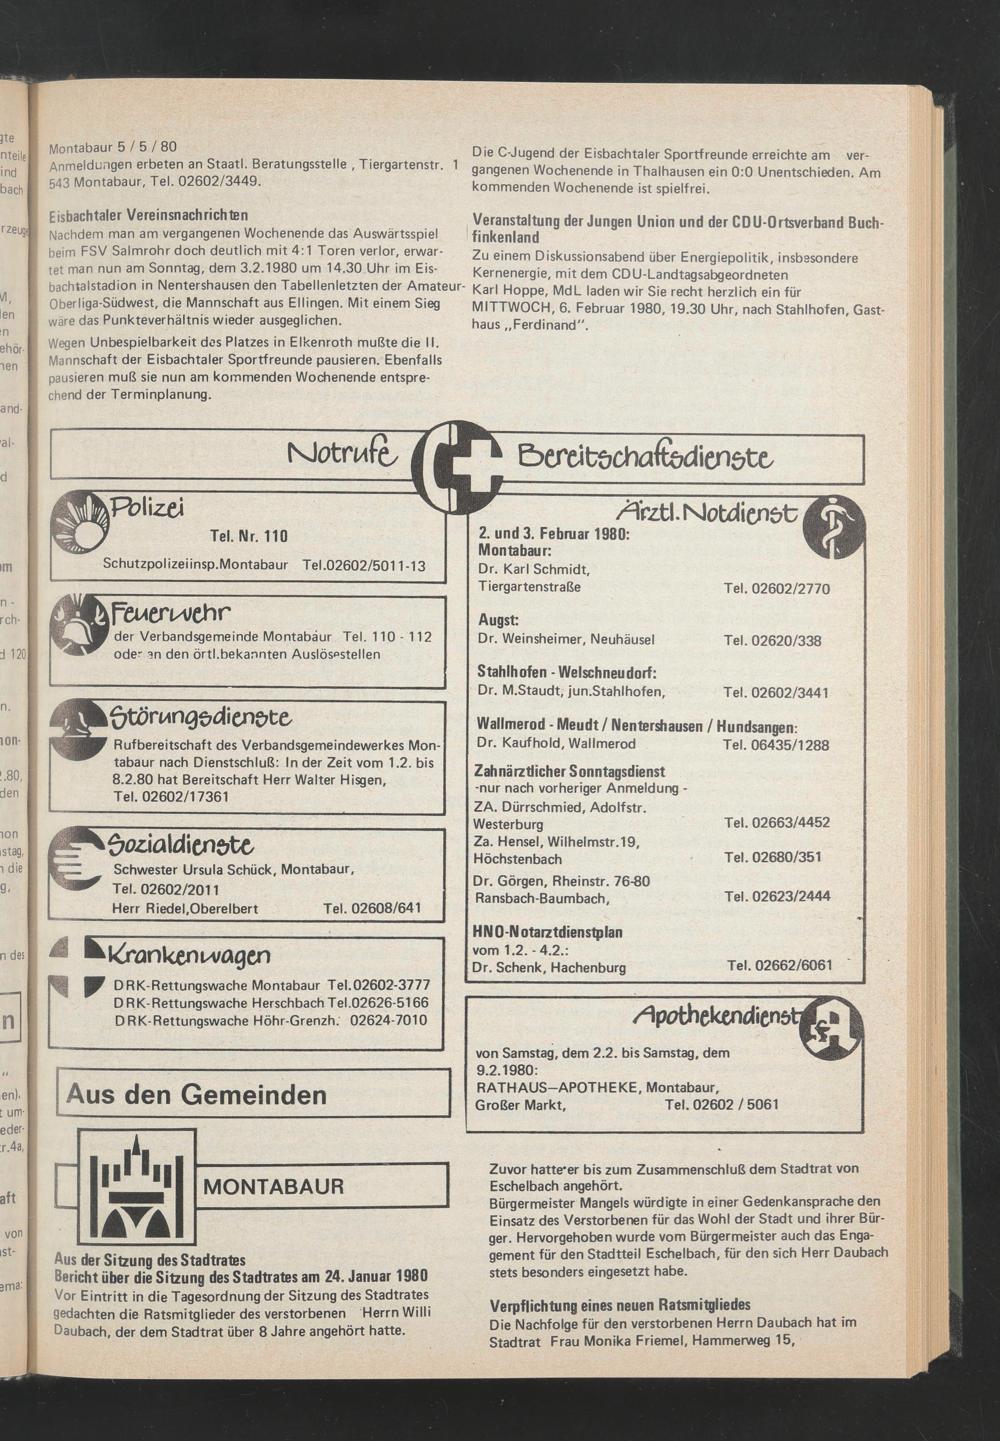 Montabaur 5 / 5 / 80
Anmeldungen erbeten an Staatl. Beratungsstelle , Tiergartenstr. 1
543 Montabaur, Tel. 02602/3449.
Eisbachtaler Vereinsnachrichten
Nachdem man am vergangenen Wochenende das Auswärtsspiel
beim FSV Salmrohr doch deutlich mit 4:1 Toren verlor, erwar-
tet man nun am Sonntag, dem 3.2.1980 um 14.30 Uhr im Eis-
bachtalstadion in Nentershausen den Tabellenletzten der Amateur-
Oberliga-Südwest, die Mannschaft aus Ellingen. Mit einem Sieg
wäre das Punkteverhältnis wieder ausgeglichen.
Wegen Unbespielbarkeit des Platzes in Elkenroth mußte die II.
Mannschaft der Eisbachtaler Sportfreunde pausieren. Ebenfalls
pausieren muß sie nun am kommenden Wochenende entspre-
chend der Terminplanung.
Die C-Jugend der Eisbachtaler Sportfreunde erreichte am ver-
gangenen Wochenende in Thalhausen ein 0:0 Unentschieden. Am
kommenden Wochenende ist spielfrei.
Veranstaltung der Jungen Union und der CDU-Ortsverband Buch-
finkenland
Zu einem Diskussionsabend über Energiepolitik, insbesondere
Kernenergie, mit dem CDU-Landtagsabgeordneten
Karl Hoppe, MdL laden wir Sie recht herzlich ein für
MITTWOCH, 6. Februar 1980, 19.30 Uhr, nach Stahlhofen, Gast-
haus „Ferdinand".
Notrufe Bereitschaftsdienste
Polizei
Tel. Nr. 110
Schutzpolizeiinsp.Montabaur Tel.02602/5011-13
Feuerwehr
der Verbandsgemeinde Montabaur Tel. 110 - 112
oder an den örtl.bekannten Auslösestellen
Störungsdienste
Rufbereitschaft des Verbandsgemeindewerkes Mon-
tabaur nach Dienstschluß: In der Zeit vom 1.2. bis
8.2.80 hat Bereitschaft Herr Walter Hisgen,
Tel. 02602/17361
Sozialdienste
Schwester Ursula Schück, Montabaur,
Tel. 02602/2011
Herr Riedel,Oberelbert Tel. 02608/641
Krankenwagen
DRK-Rettungswache Montabaur Tel.02602-3777
DRK-Rettungswache Herschbach Tel.02626-5166
DRK-Rettungswache Höhr-Grenzh. 02624-7010
Ärztl. Notdienst
2. und 3. Februar 1980:
Montabaur:
Dr. Karl Schmidt,
Tiergartenstraße Tel. 02602/2770
Augst:
Dr. Weinsheimer, Neuhäusel Tel. 02620/338
Stahlhofen - Welschneudorf:
Dr. M.Staudt, jun.Stahlhofen, Tel. 02602/3441
Wallmerod - Meudt / Nentershausen / Hundsangen:
Dr. Kaufhold, Wallmerod Tel. 06435/1288
Zahnärztlicher Sonntagsdienst
-nur nach vorheriger Anmeldung -
ZA. Dürrschmied, Adolfstr.
Westerburg Tel. 02663/4452
Za. Hensel, Wilhelmstr.19,
Höchstenbach Tel. 02680/351
Dr. Görgen, Rheinstr. 76-80
Ransbach-Baumbach, Tel. 02623/2444
HNO-Notarztdienstplan
vom 1.2. - 4.2.:
Dr. Schenk, Hachenburg Tel. 02662/6061
Apothekendienst
von Samstag, dem 2.2. bis Samstag, dem
9.2.1980:
RATHAUS—APOTHEKE, Montabaur,
Großer Markt, Tel. 02602 / 5061
Aus den Gemeinden
MONTABAUR
Aus der Sitzung des Stadtrates
Bericht über die Sitzung des Stadtrates am 24. Januar 1980
Vor Eintritt in die Tagesordnung der Sitzung des Stadtrates
gedachten die Ratsmitglieder des verstorbenen Herrn Willi
Daubach, der dem Stadtrat über 8 Jahre angehört hatte.
Zuvor hatte er bis zum Zusammenschluß dem Stadtrat von
Eschelbach angehört.
Bürgermeister Mangels würdigte in einer Gedenkansprache den
Einsatz des Verstorbenen für das Wohl der Stadt und ihrer Bür-
ger. Hervorgehoben wurde vom Bürgermeister auch das Enga-
gement für den Stadtteil Eschelbach, für den sich Herr Daubach
stets besonders eingesetzt habe.
Verpflichtung eines neuen Ratsmitgliedes
Die Nachfolge für den verstorbenen Herrn Daubach hat im
Stadtrat Frau Monika Friemel, Hammerweg 15,